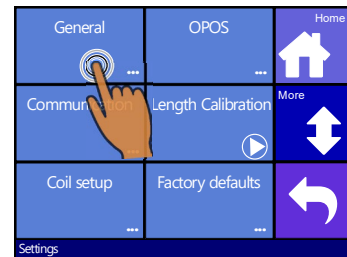 General
OPOS
Home
...
...
Communication
Length Calibration
More
...
Coil setup
Factory defaults
...
...
Settings